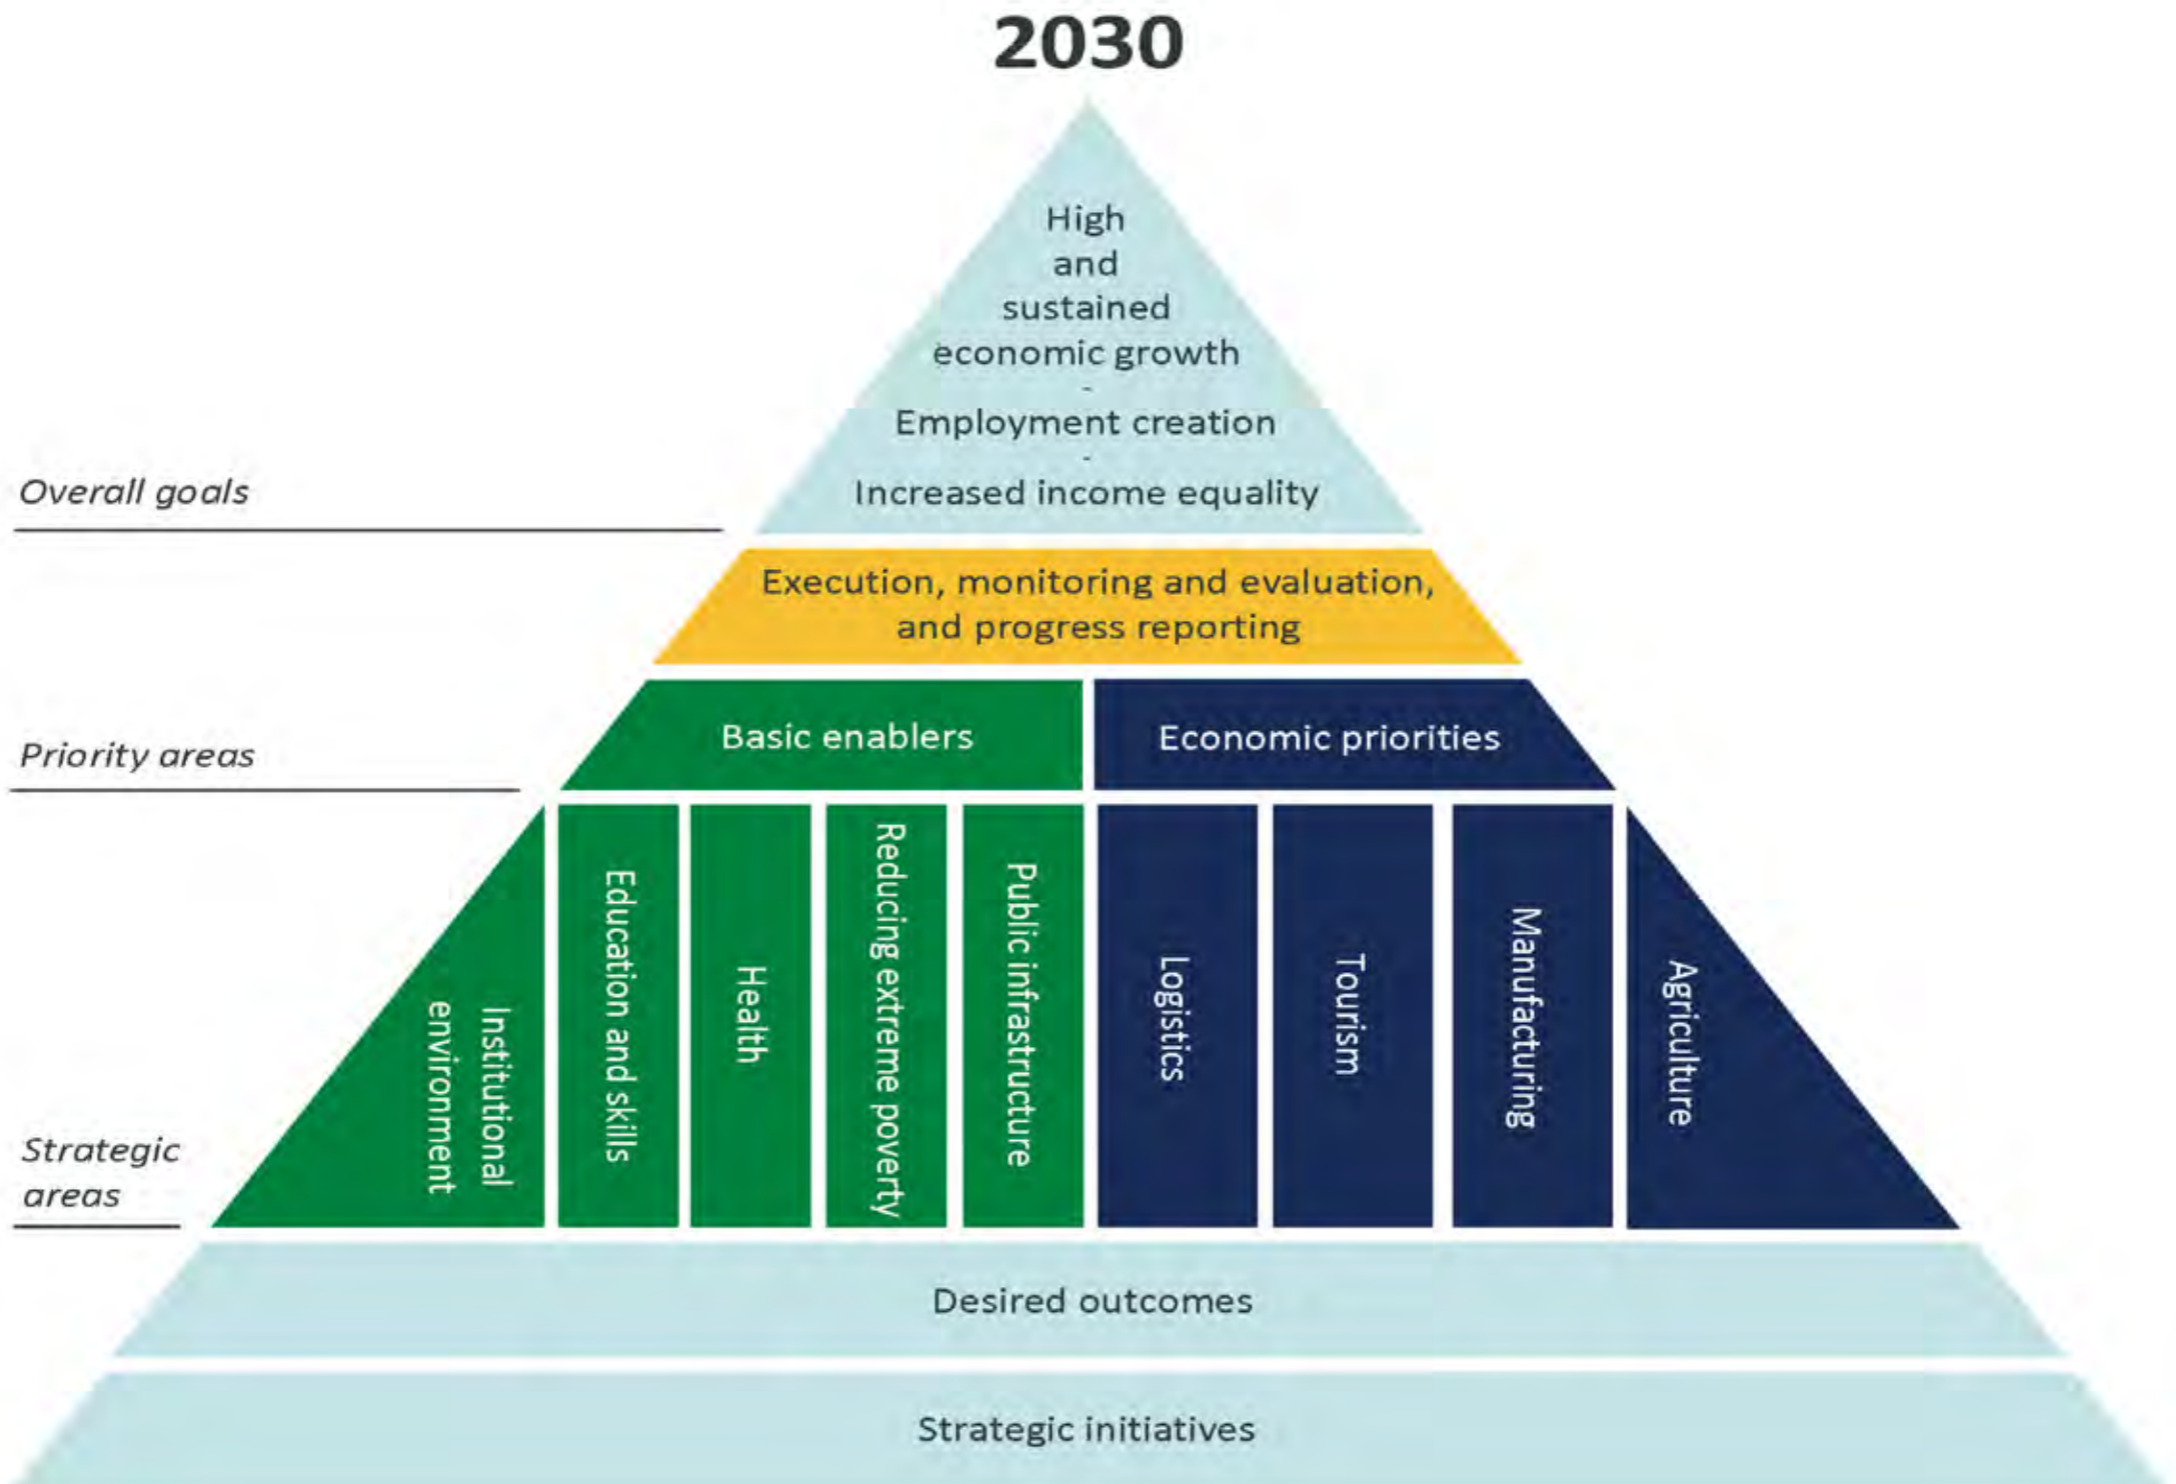 2030
High
and
sustained
economic growth
-
Employment creation
-
Increased income equality
Overall goals
Execution, monitoring and evaluation,
and progress reporting
Basic enablers
Economic priorities
Priority areas
Institutional
environment
Education and skills
Health
Reducing extreme poverty
Public infrastructure
Logistics
Tourism
Manufacturing
Agriculture
Strategic
areas
Desired outcomes
Strategic initiatives